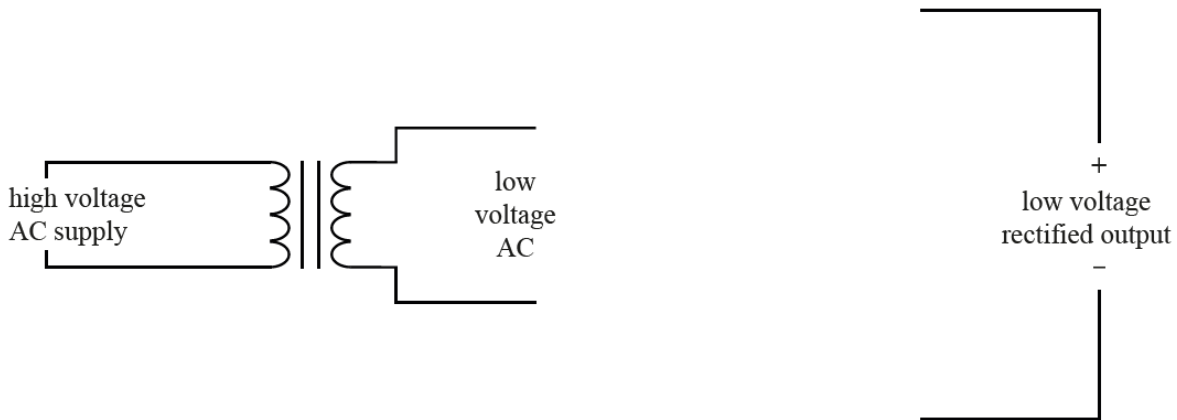 high voltage
AC supply
low
voltage
AC
+
low voltage
rectified output
−